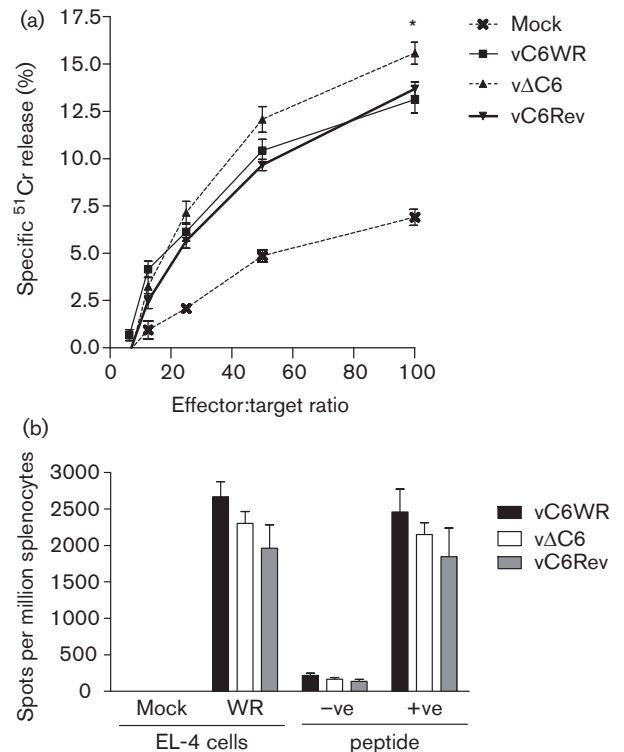 (a)
17.5
15.0
12.5
10.0
7.5
5.0
2.5
0.0
Specific ⁵¹Cr release (%)
0 20 40 60 80 100
Effector:target ratio
*
Mock
vC6WR
vΔC6
vC6Rev
(b)
3000
2500
2000
1500
1000
500
0
Spots per million splenocytes
Mock WR −ve +ve
EL-4 cells peptide
vC6WR
vΔC6
vC6Rev